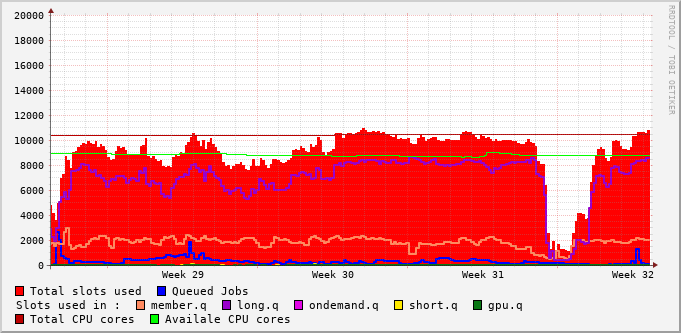 20000
18000
16000
14000
12000
10000
8000
6000
4000
2000
0
Week 29 Week 30 Week 31 Week 32
Total slots used Queued Jobs
Slots used in : member.q long.q ondemand.q short.q gpu.q
Total CPU cores Availale CPU cores
RRDTOOL / TOBI OETIKER